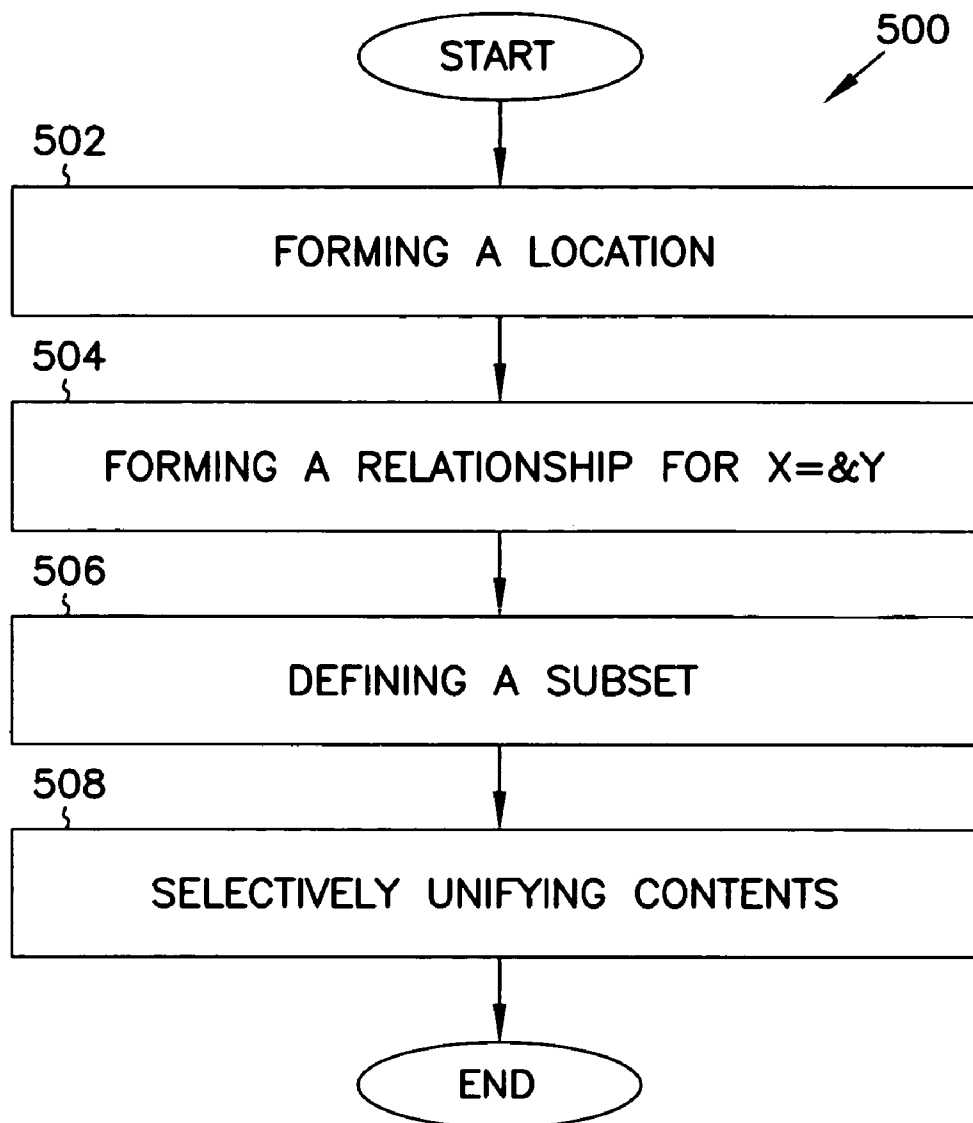 START
500
502
FORMING A LOCATION
504
FORMING A RELATIONSHIP FOR X=&Y
506
DEFINING A SUBSET
508
SELECTIVELY UNIFYING CONTENTS
END